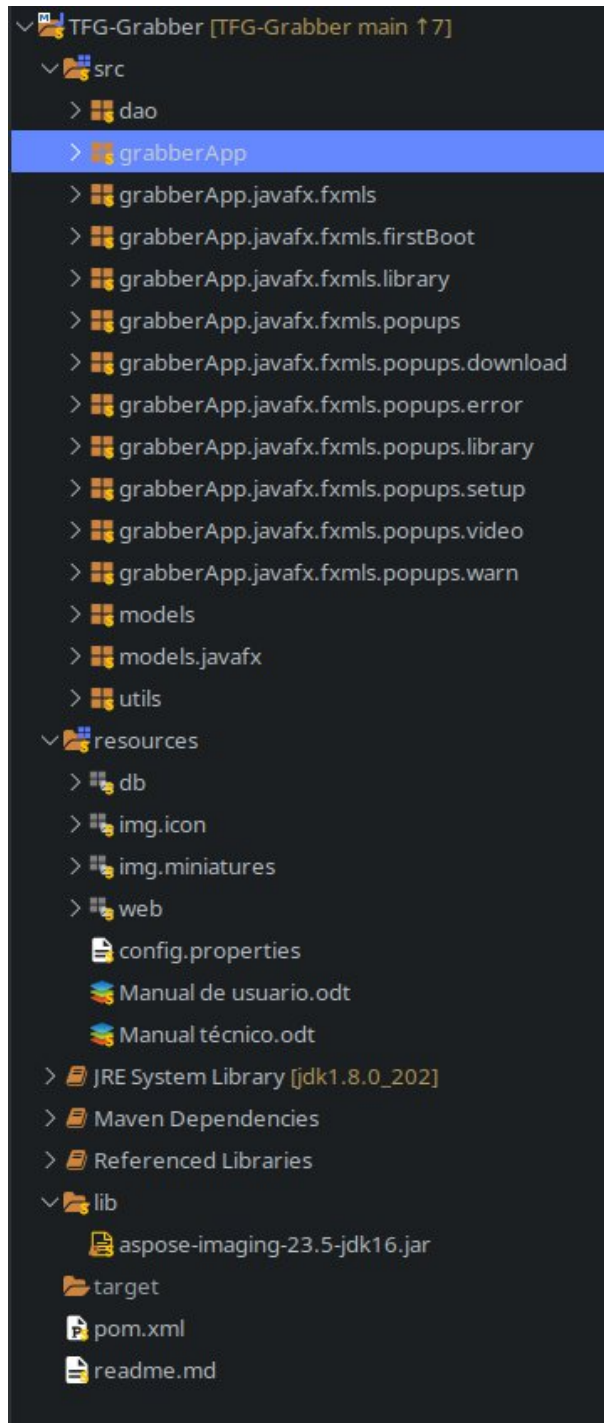 TFG-Grabber [TFG-Grabber main ↑7]
src
dao
grabberApp
grabberApp.javafx.fxmls
grabberApp.javafx.fxmls.firstBoot
grabberApp.javafx.fxmls.library
grabberApp.javafx.fxmls.popups
grabberApp.javafx.fxmls.popups.download
grabberApp.javafx.fxmls.popups.error
grabberApp.javafx.fxmls.popups.library
grabberApp.javafx.fxmls.popups.setup
grabberApp.javafx.fxmls.popups.video
grabberApp.javafx.fxmls.popups.warn
models
models.javafx
utils
resources
db
img.icon
img.miniatures
web
config.properties
Manual de usuario.odt
Manual técnico.odt
JRE System Library [jdk1.8.0_202]
Maven Dependencies
Referenced Libraries
lib
aspose-imaging-23.5-jdk16.jar
target
pom.xml
readme.md